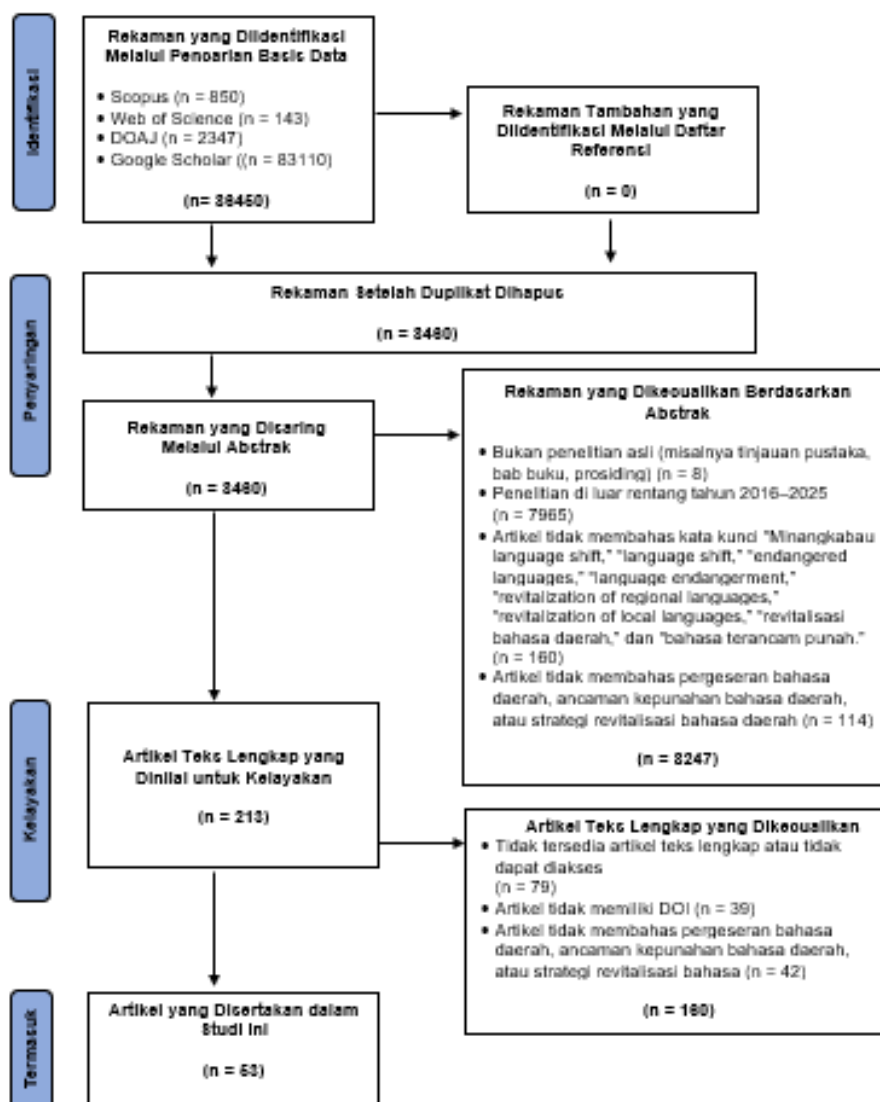 Identifikasi
Rekaman yang Diidentifikasi
Melalui Pencarian Basis Data
• Scopus (n = 850)
• Web of Science (n = 143)
• DOAJ (n = 2347)
• Google Scholar ((n = 83110)
(n= 86450)
Rekaman Tambahan yang
Diidentifikasi Melalui Daftar
Referensi
(n = 0)
Penyaringan
Rekaman Setelah Duplikat Dihapus
(n = 8460)
Rekaman yang Disaring
Melalui Abstrak
(n = 8460)
Rekaman yang Dikecualikan Berdasarkan
Abstrak
• Bukan penelitian asli (misalnya tinjauan pustaka,
bab buku, prosiding) (n = 8)
• Penelitian di luar rentang tahun 2016–2025
(n = 7965)
• Artikel tidak membahas kata kunci "Minangkabau
language shift," "language shift," "endangered
languages," "language endangerment,"
"revitalization of regional languages,"
"revitalization of local languages," "revitalisasi
bahasa daerah," dan "bahasa terancam punah."
(n = 160)
• Artikel tidak membahas pergeseran bahasa
daerah, ancaman kepunahan bahasa daerah,
atau strategi revitalisasi bahasa daerah (n = 114)
(n = 8247)
Kelayakan
Artikel Teks Lengkap yang
Dinilai untuk Kelayakan
(n = 213)
Artikel Teks Lengkap yang Dikecualikan
• Tidak tersedia artikel teks lengkap atau tidak
dapat diakses
(n = 79)
• Artikel tidak memiliki DOI (n = 39)
• Artikel tidak membahas pergeseran bahasa
daerah, ancaman kepunahan bahasa daerah,
atau strategi revitalisasi bahasa (n = 42)
(n = 160)
Termasuk
Artikel yang Disertakan dalam
Studi Ini
(n = 53)